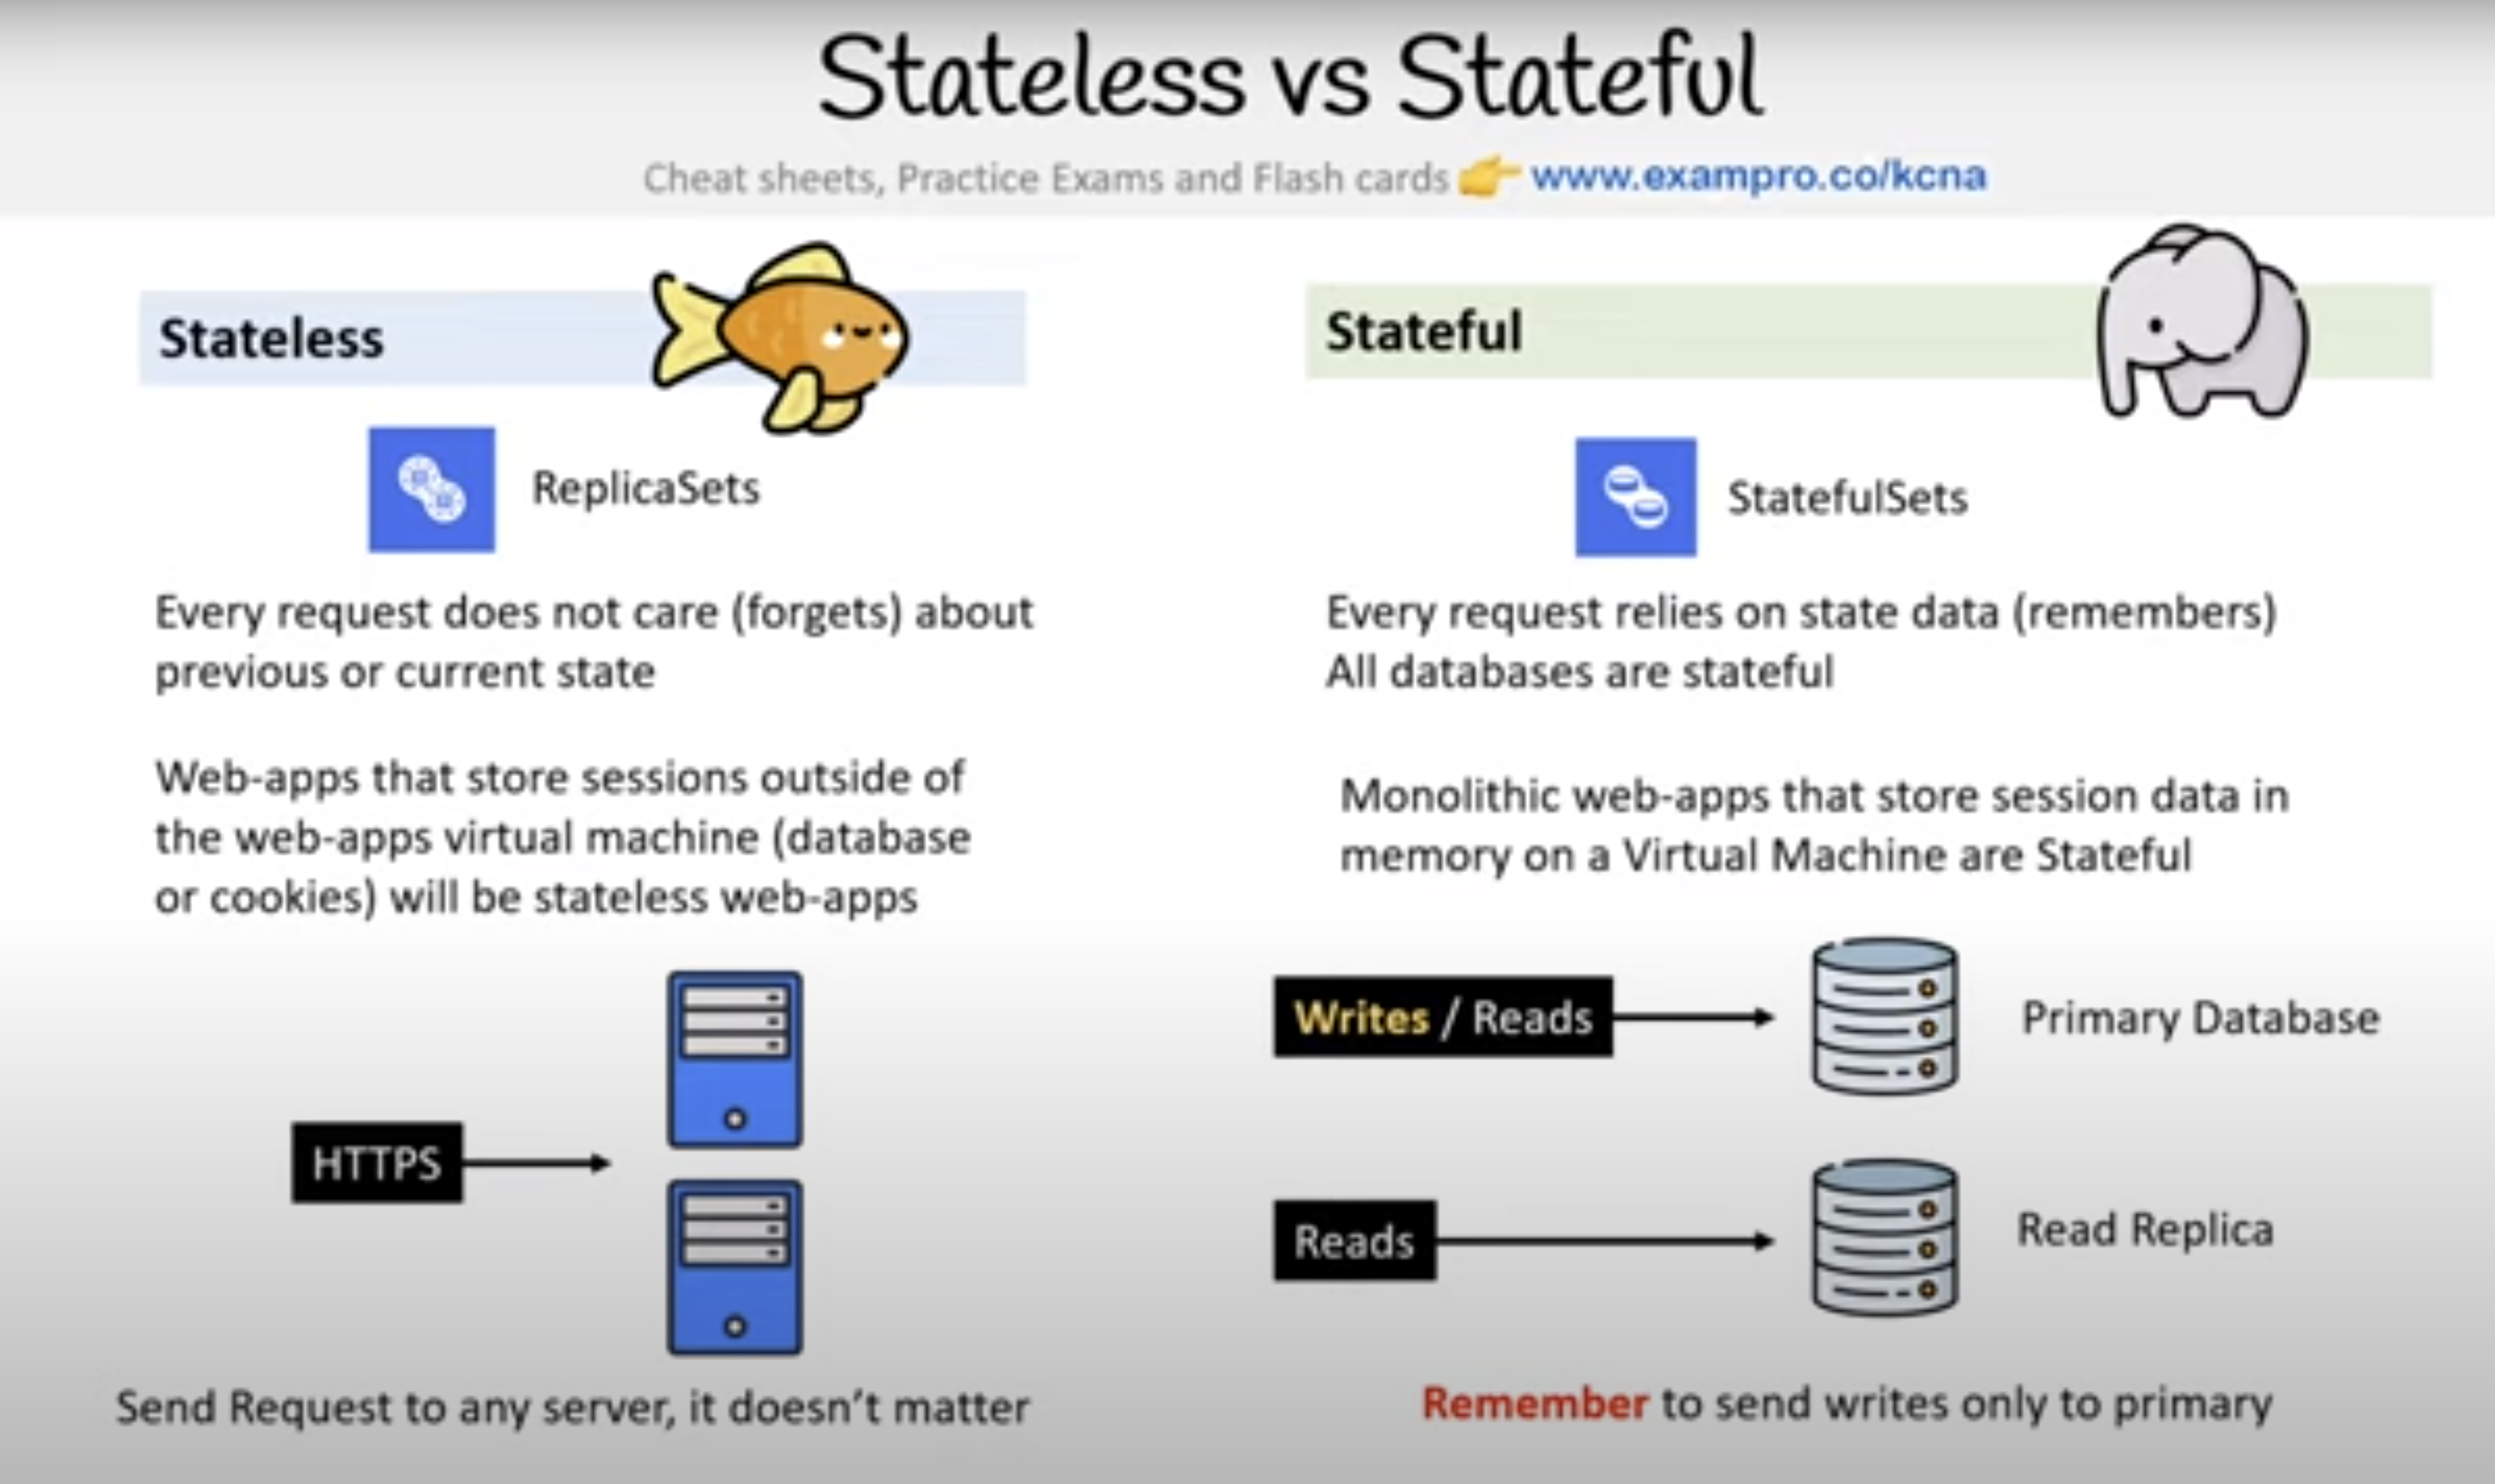 Stateless vs Stateful
Cheat sheets, Practice Exams and Flash cards 👉 www.exampro.co/kcna
Stateless
ReplicaSets
Every request does not care (forgets) about
previous or current state
Web-apps that store sessions outside of
the web-apps virtual machine (database
or cookies) will be stateless web-apps
HTTPS
Send Request to any server, it doesn't matter
Stateful
StatefulSets
Every request relies on state data (remembers)
All databases are stateful
Monolithic web-apps that store session data in
memory on a Virtual Machine are Stateful
Writes / Reads
Primary Database
Reads
Read Replica
Remember to send writes only to primary